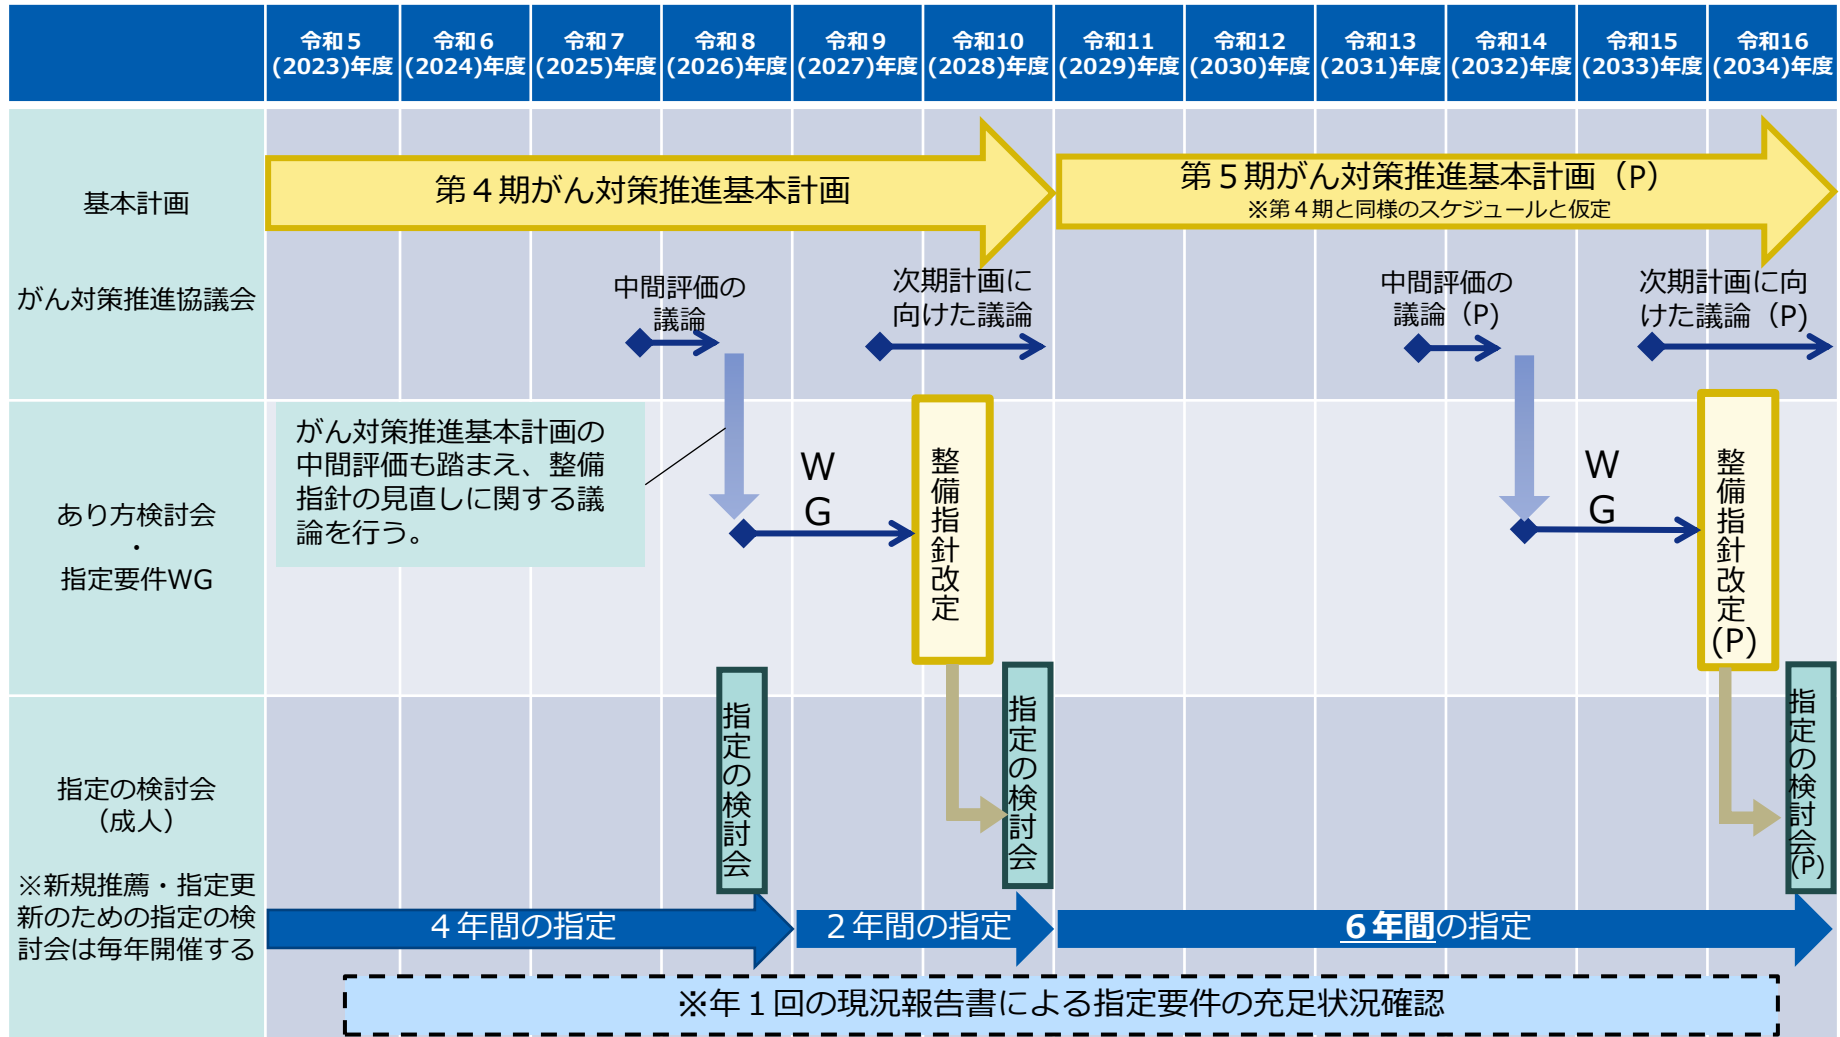 令和５
(2023)年度
令和６
(2024)年度
令和７
(2025)年度
令和８
(2026)年度
令和９
(2027)年度
令和10
(2028)年度
令和11
(2029)年度
令和12
(2030)年度
令和13
(2031)年度
令和14
(2032)年度
令和15
(2033)年度
令和16
(2034)年度
基本計画
がん対策推進協議会
第４期がん対策推進基本計画
第５期がん対策推進基本計画（P）
※第４期と同様のスケジュールと仮定
中間評価の
議論
次期計画に
向けた議論
中間評価の
議論（P)
次期計画に向
けた議論（P)
あり方検討会
・
指定要件WG
がん対策推進基本計画の
中間評価も踏まえ、整備
指針の見直しに関する議
論を行う。
W
G
整備指針改定
W
G
整備指針改定
(P)
指定の検討会
（成人）
※新規推薦・指定更
新のための指定の検
討会は毎年開催する
指定の検討会
指定の検討会
指定の検討会
(P)
４年間の指定
２年間の指定
６年間の指定
※年１回の現況報告書による指定要件の充足状況確認